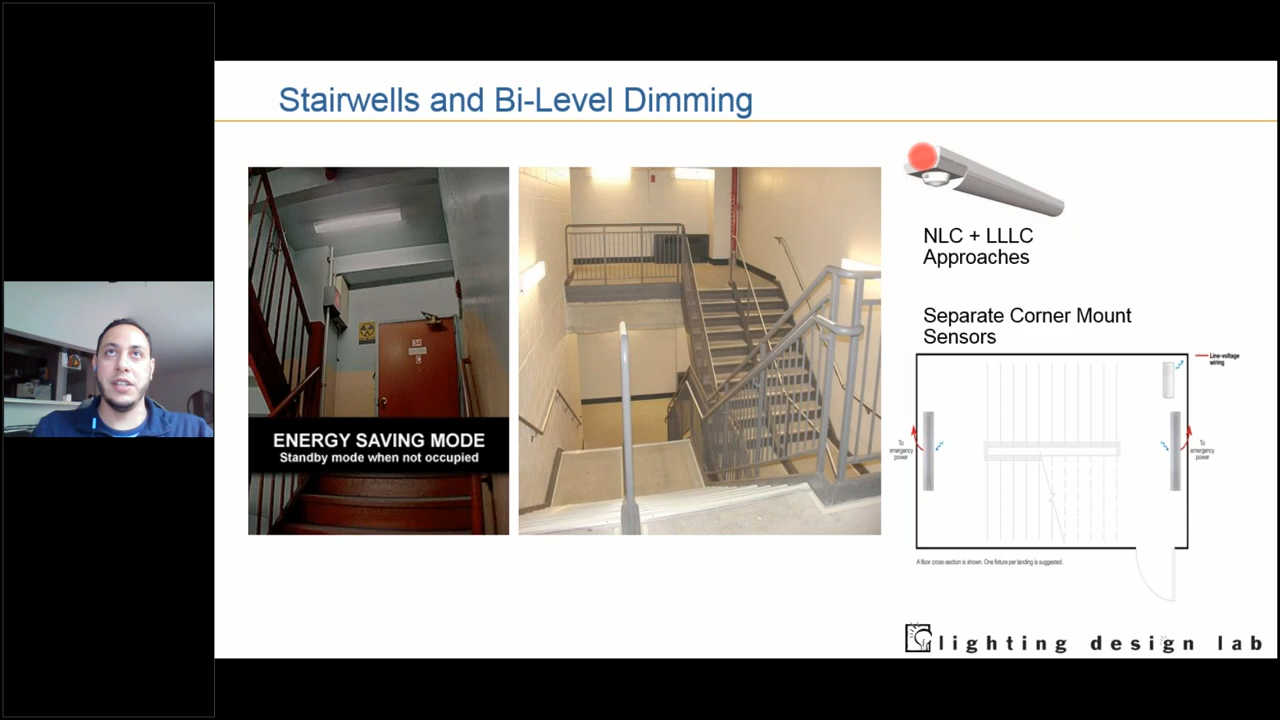 Stairwells and Bi-Level Dimming
ENERGY SAVING MODE
Standby mode when not occupied
NLC + LLLC
Approaches
Separate Corner Mount
Sensors
Line-voltage
wiring
To
emergency
power
To
emergency
power
A floor cross-section is shown. One fixture per landing is suggested.
lighting design lab